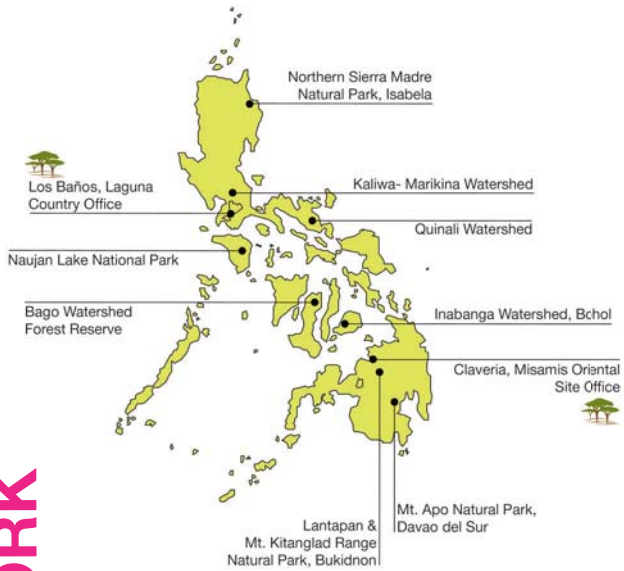 Northern Sierra Madre
Natural Park, Isabela
Los Baños, Laguna
Country Office
Kaliwa- Marikina Watershed
Quinali Watershed
Naujan Lake National Park
Bago Watershed
Forest Reserve
Inabanga Watershed, Bohol
Claveria, Misamis Oriental
Site Office
Mt. Apo Natural Park,
Davao del Sur
Lantapan &
Mt. Kitanglad Range
Natural Park, Bukidnon
ORK